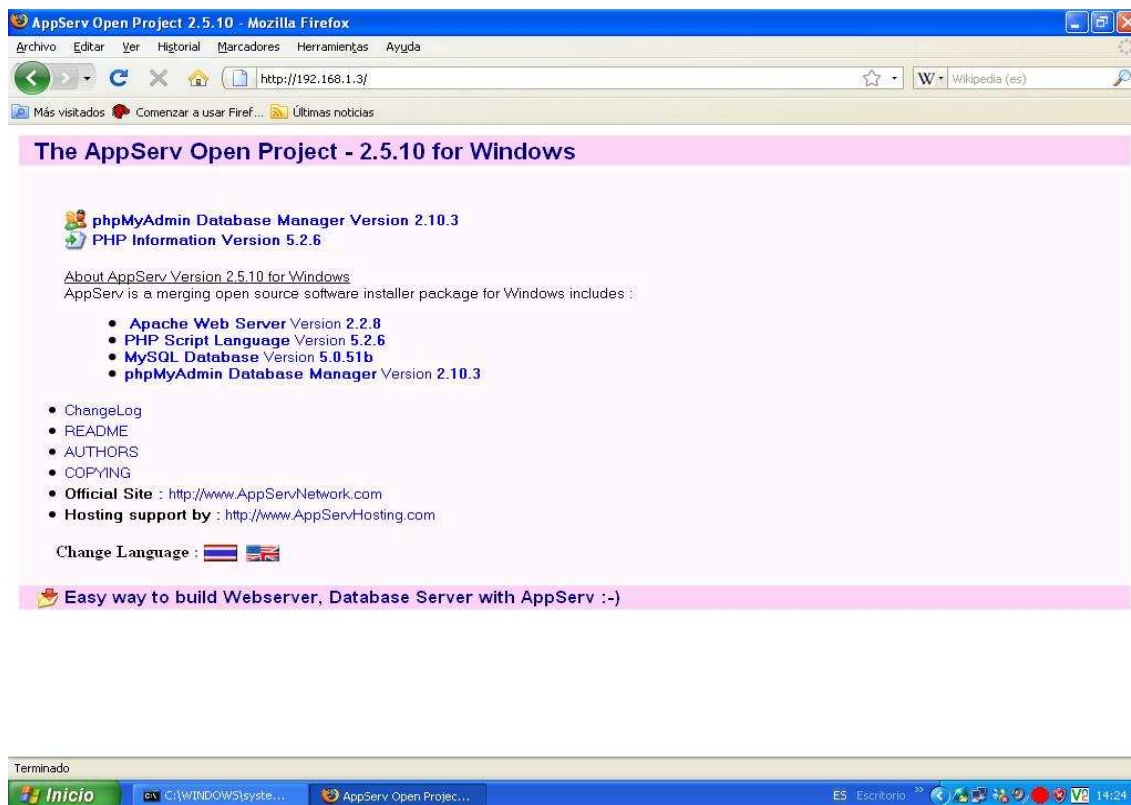 AppServ Open Project 2.5.10 - Mozilla Firefox
Archivo Editar Ver Historial Marcadores Herramientas Ayuda
http://192.168.1.3/ W Wikipedia (es)
Más visitados Comenzar a usar Firef... Últimas noticias
The AppServ Open Project - 2.5.10 for Windows
phpMyAdmin Database Manager Version 2.10.3
PHP Information Version 5.2.6
About AppServ Version 2.5.10 for Windows
AppServ is a merging open source software installer package for Windows includes :
Apache Web Server Version 2.2.8
PHP Script Language Version 5.2.6
MySQL Database Version 5.0.51b
phpMyAdmin Database Manager Version 2.10.3
ChangeLog
README
AUTHORS
COPYING
Official Site : http://www.AppServNetwork.com
Hosting support by : http://www.AppServHosting.com
Change Language :
Easy way to build Webserver, Database Server with AppServ :-)
Terminado
Inicio C:\WINDOWS\syste... AppServ Open Projec... ES Escritorio » V2 14:24